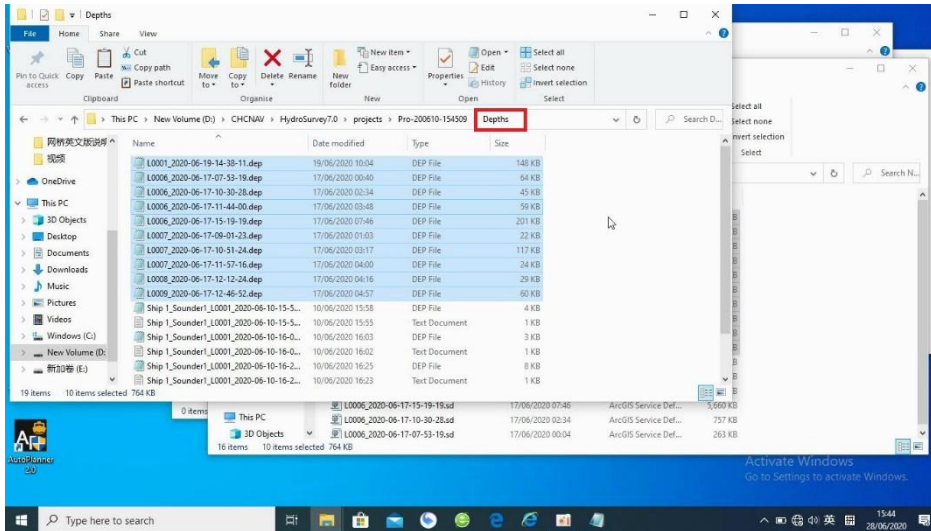 Depths
File Home Share View
Pin to Quick access
Copy
Paste
Cut
Copy path
Paste shortcut
Move to
Copy to
Delete
Rename
New folder
New item
Easy access
Properties
Open
Edit
History
Select all
Select none
Invert selection
Clipboard Organise New Open Select
This PC > New Volume (D:) > CHCNAV > HydroSurvey7.0 > projects > Pro-200610-154509 Depths
Search D...
网桥英文版说明
视频
OneDrive
This PC
3D Objects
Desktop
Documents
Downloads
Music
Pictures
Videos
Windows (C:)
New Volume (D:
新加卷 (E:)
Name Date modified Type Size
L0001_2020-06-19-14-38-11.dep 19/06/2020 10:04 DEP File 148 KB
L0006_2020-06-17-07-53-19.dep 17/06/2020 00:40 DEP File 64 KB
L0006_2020-06-17-10-30-28.dep 17/06/2020 02:34 DEP File 45 KB
L0006_2020-06-17-11-44-00.dep 17/06/2020 03:48 DEP File 59 KB
L0006_2020-06-17-15-19-19.dep 17/06/2020 07:46 DEP File 201 KB
L0007_2020-06-17-09-01-23.dep 17/06/2020 01:03 DEP File 22 KB
L0007_2020-06-17-10-51-24.dep 17/06/2020 03:17 DEP File 117 KB
L0007_2020-06-17-11-57-16.dep 17/06/2020 04:00 DEP File 24 KB
L0008_2020-06-17-12-12-24.dep 17/06/2020 04:16 DEP File 29 KB
L0009_2020-06-17-12-46-52.dep 17/06/2020 04:57 DEP File 60 KB
Ship 1_Sounder1_L0001_2020-06-10-15-5... 10/06/2020 15:58 DEP File 4 KB
Ship 1_Sounder1_L0001_2020-06-10-15-5... 10/06/2020 15:55 Text Document 1 KB
Ship 1_Sounder1_L0001_2020-06-10-16-0... 10/06/2020 16:03 DEP File 3 KB
Ship 1_Sounder1_L0001_2020-06-10-16-0... 10/06/2020 16:02 Text Document 1 KB
Ship 1_Sounder1_L0001_2020-06-10-16-2... 10/06/2020 16:25 DEP File 8 KB
Ship 1_Sounder1_L0001_2020-06-10-16-2... 10/06/2020 16:23 Text Document 1 KB
19 items 10 items selected 764 KB
Select all
Select none
nvert selection
Select
Search N...
0 items
This PC
3D Objects
L0006_2020-06-17-15-19-19.sd 17/06/2020 07:46 ArcGIS Service Def... 5,660 KB
L0006_2020-06-17-10-30-28.sd 17/06/2020 02:34 ArcGIS Service Def... 757 KB
L0006_2020-06-17-07-53-19.sd 17/06/2020 00:04 ArcGIS Service Def... 263 KB
16 items 10 items selected 764 KB
AutoPlanner
2.0
Activate Windows
Go to Settings to activate Windows.
Type here to search
英
15:44
28/06/2020